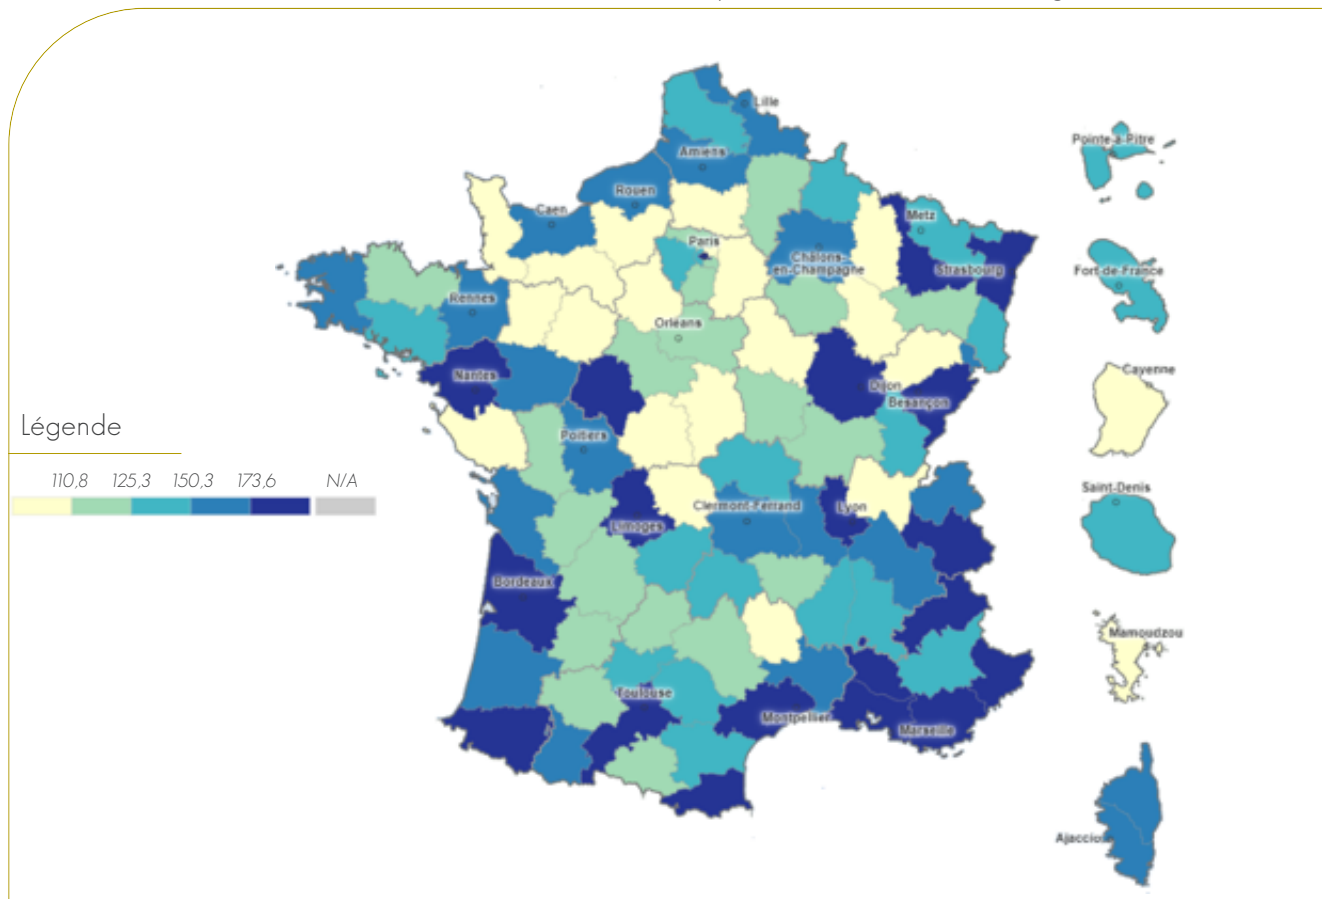 Lille
Pointe-à-Pitre
Amiens
Rouen
Caen
Metz
Paris
Châlons-
en-Champagne
Strasbourg
Fort-de-France
Rennes
Orléans
Cayenne
Nantes
Dijon
Besançon
Légende
Poitiers
110,8 125,3 150,3 173,6 N/A
Saint-Denis
Clermont-Ferrand
Lyon
Limoges
Bordeaux
Mamoudzou
Toulouse
Montpellier
Marseille
Ajaccio